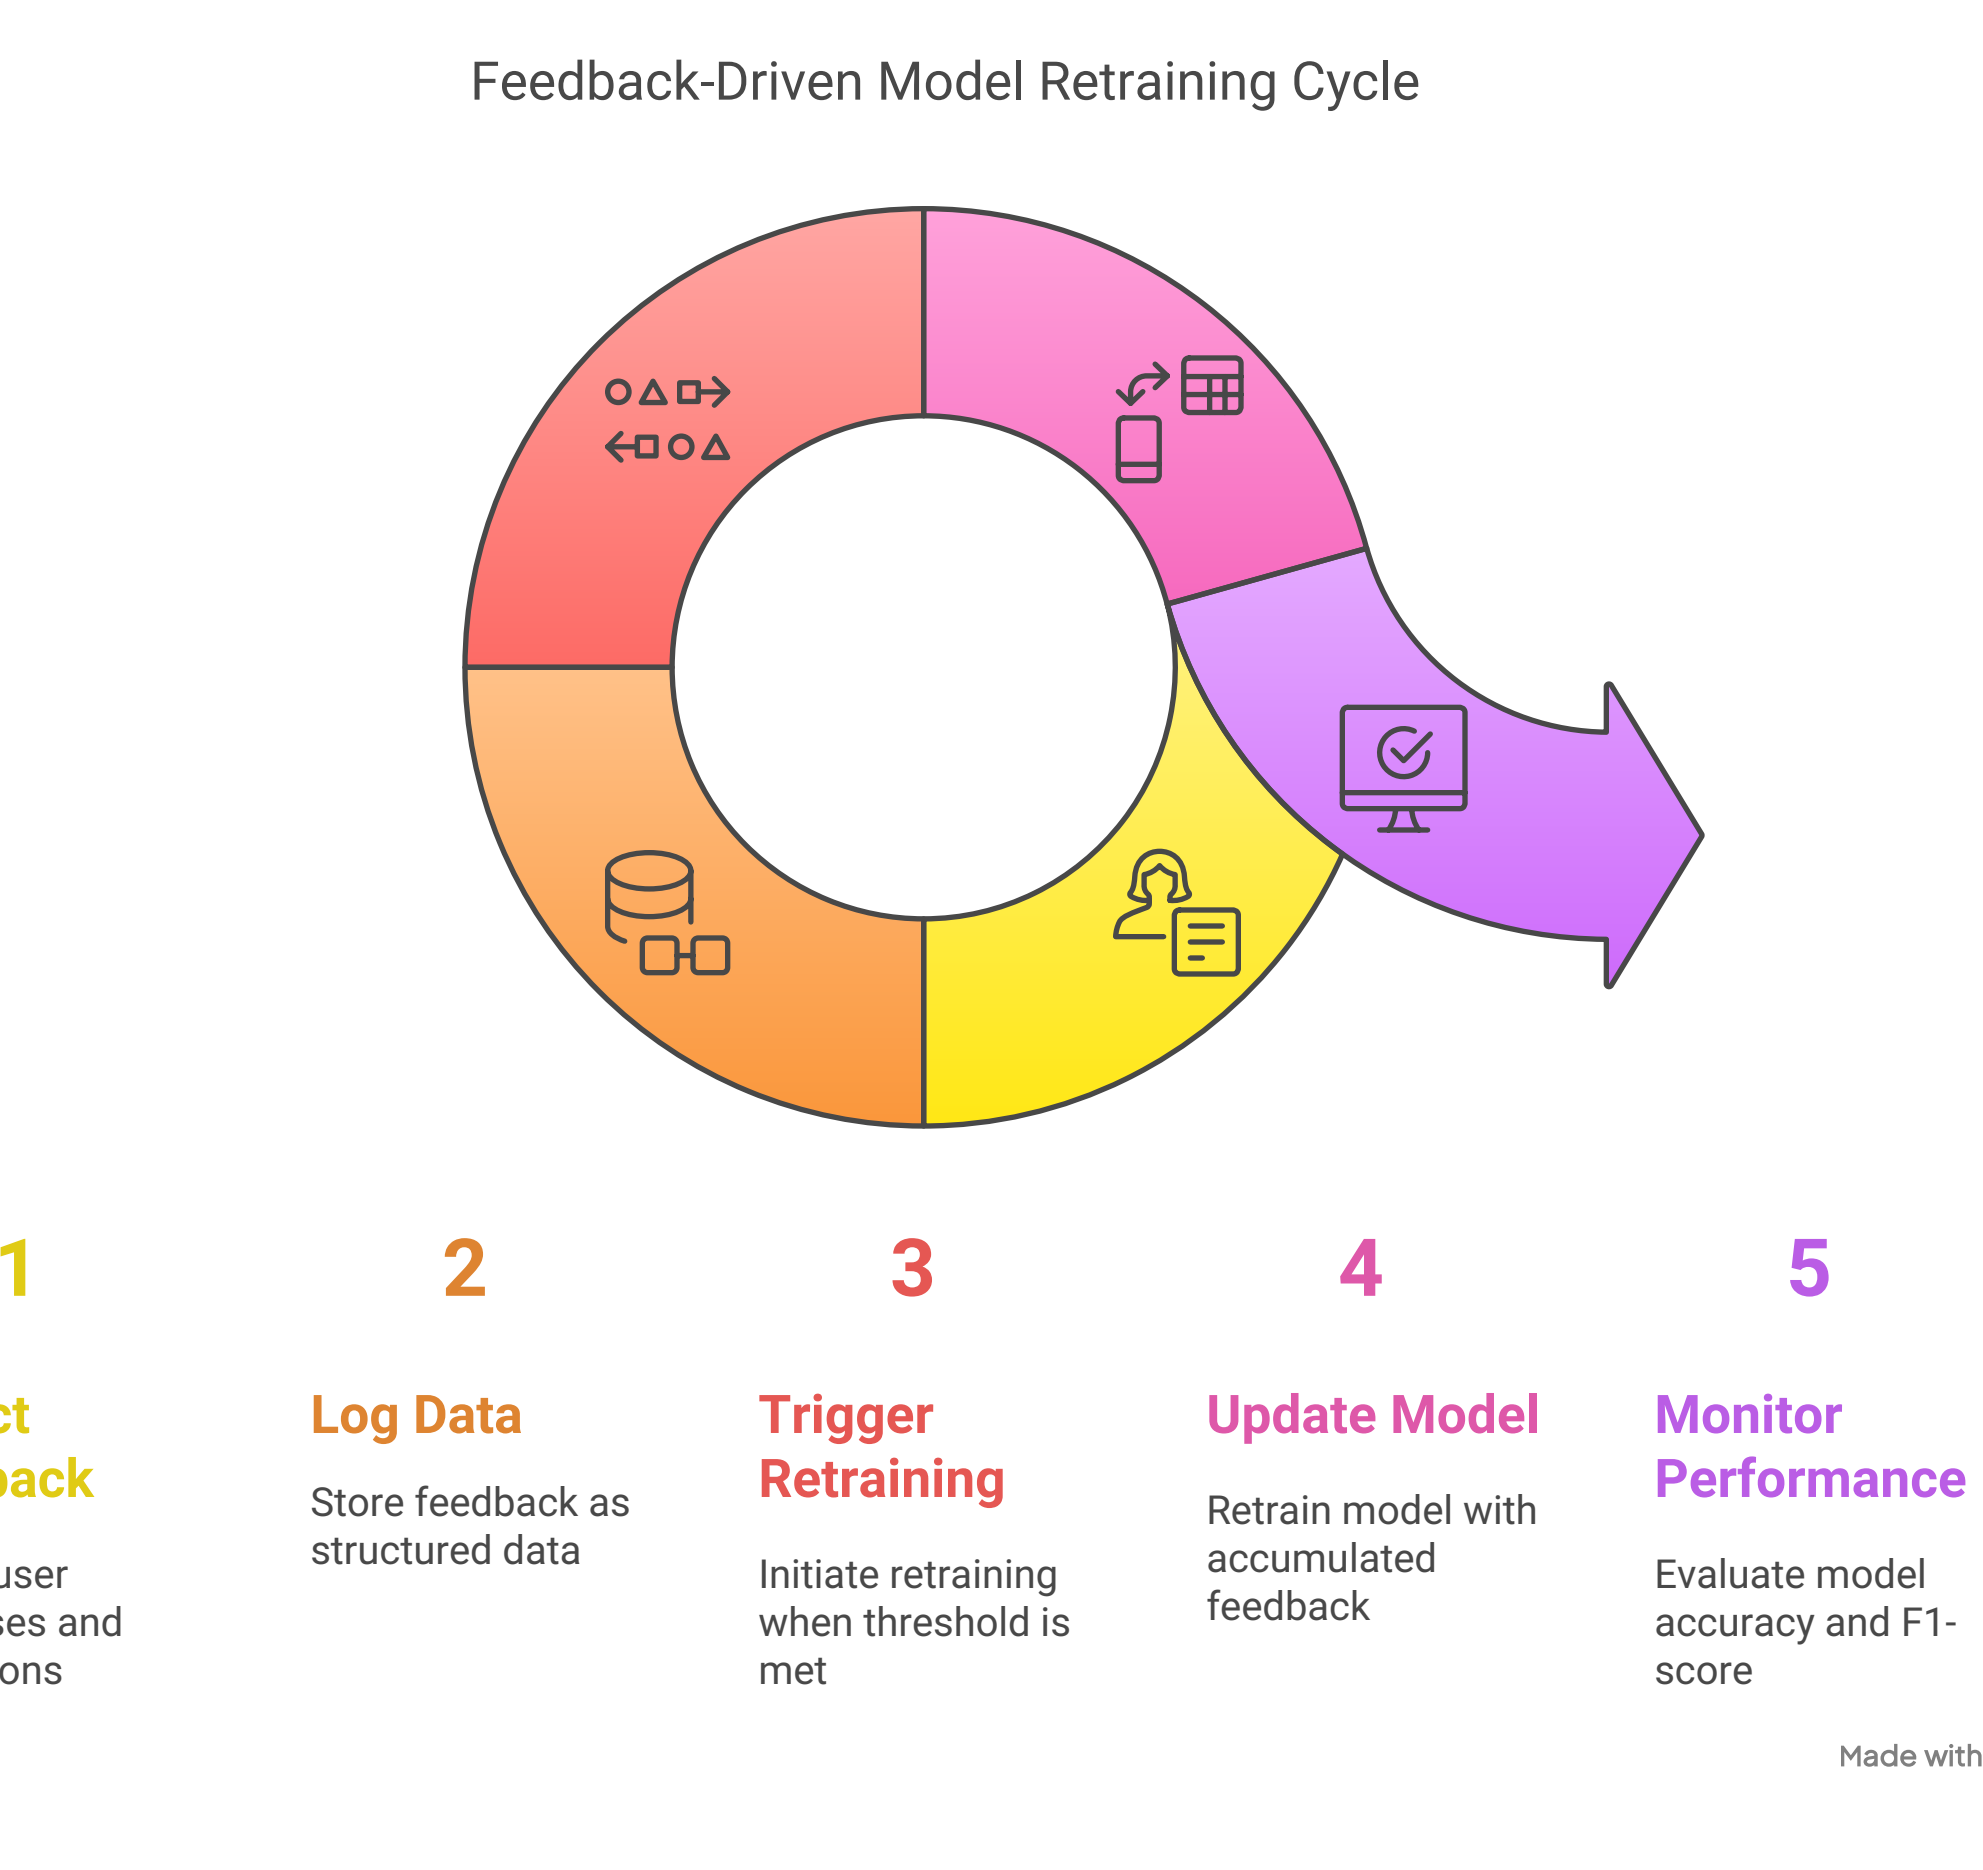 Feedback-Driven Model Retraining Cycle
1
2
3
4
5
ct
back
user
ses and
ons
Log Data
Store feedback as
structured data
Trigger
Retraining
Initiate retraining
when threshold is
met
Update Model
Retrain model with
accumulated
feedback
Monitor
Performance
Evaluate model
accuracy and F1-
score
Made with